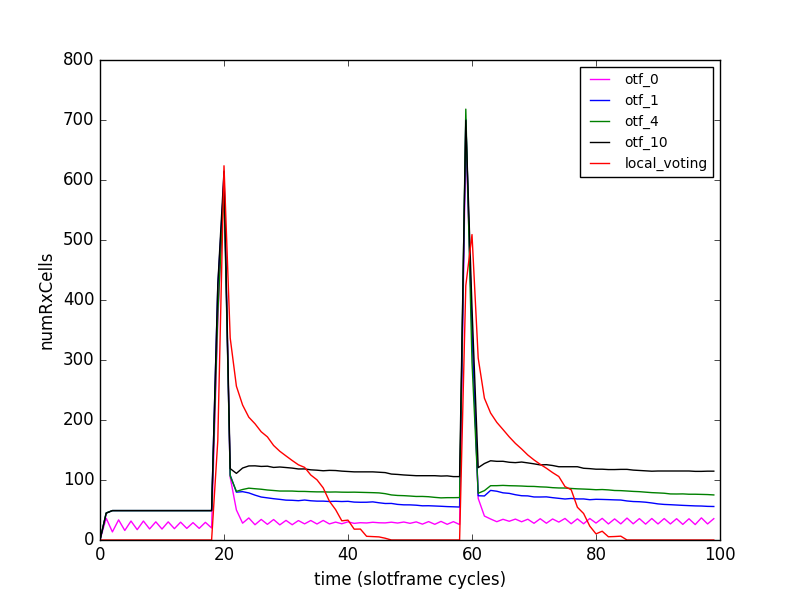 800
700
600
500
400
300
200
100
0
numRxCells
otf_0
otf_1
otf_4
otf_10
local_voting
0 20 40 60 80 100
time (slotframe cycles)